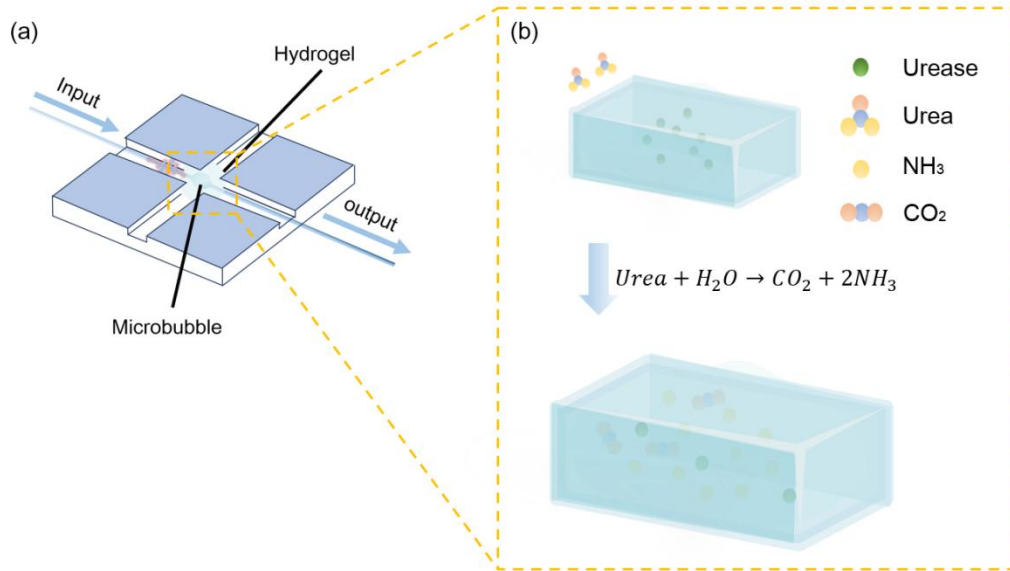 (a)
Hydrogel
Input
output
Microbubble
(b)
Urease
Urea
NH₃
CO₂
Urea + H₂O → CO₂ + 2NH₃